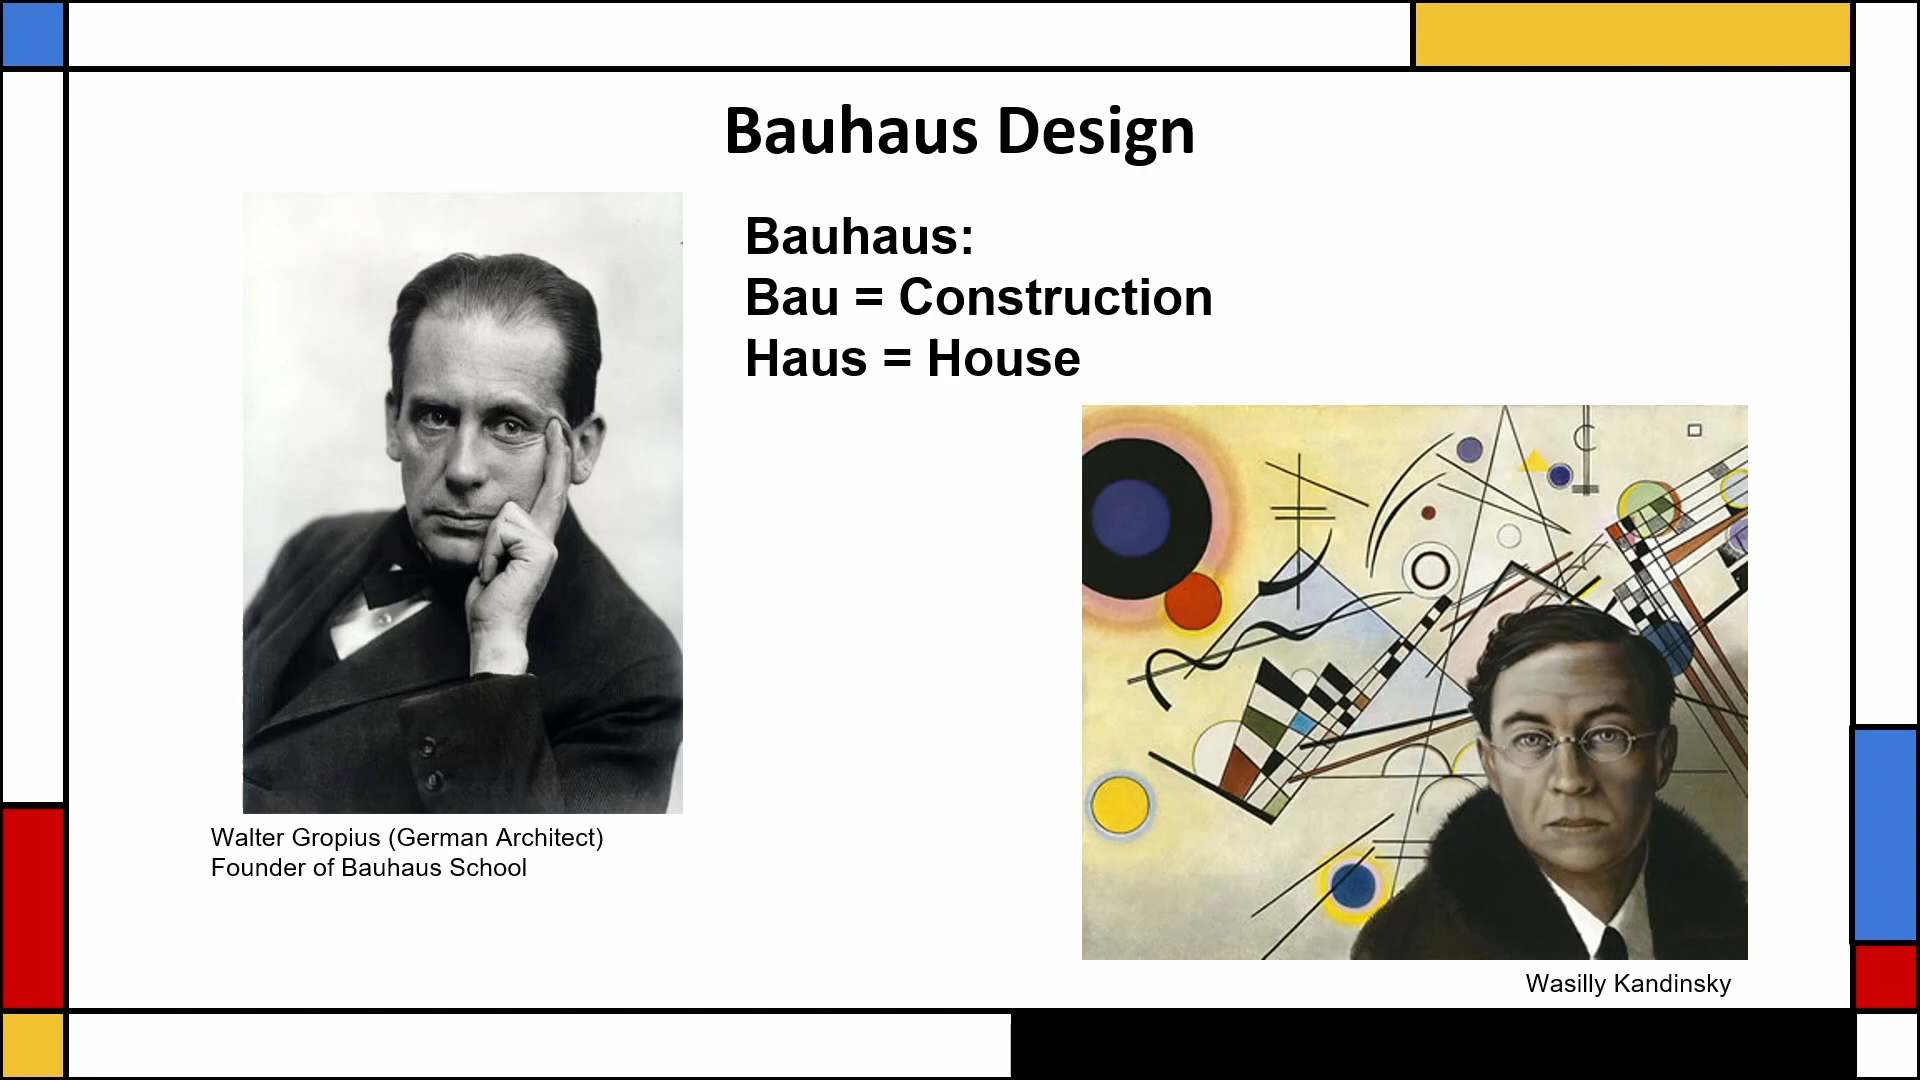 Bauhaus Design
Bauhaus:
Bau = Construction
Haus = House
Walter Gropius (German Architect)
Founder of Bauhaus School
Wasilly Kandinsky